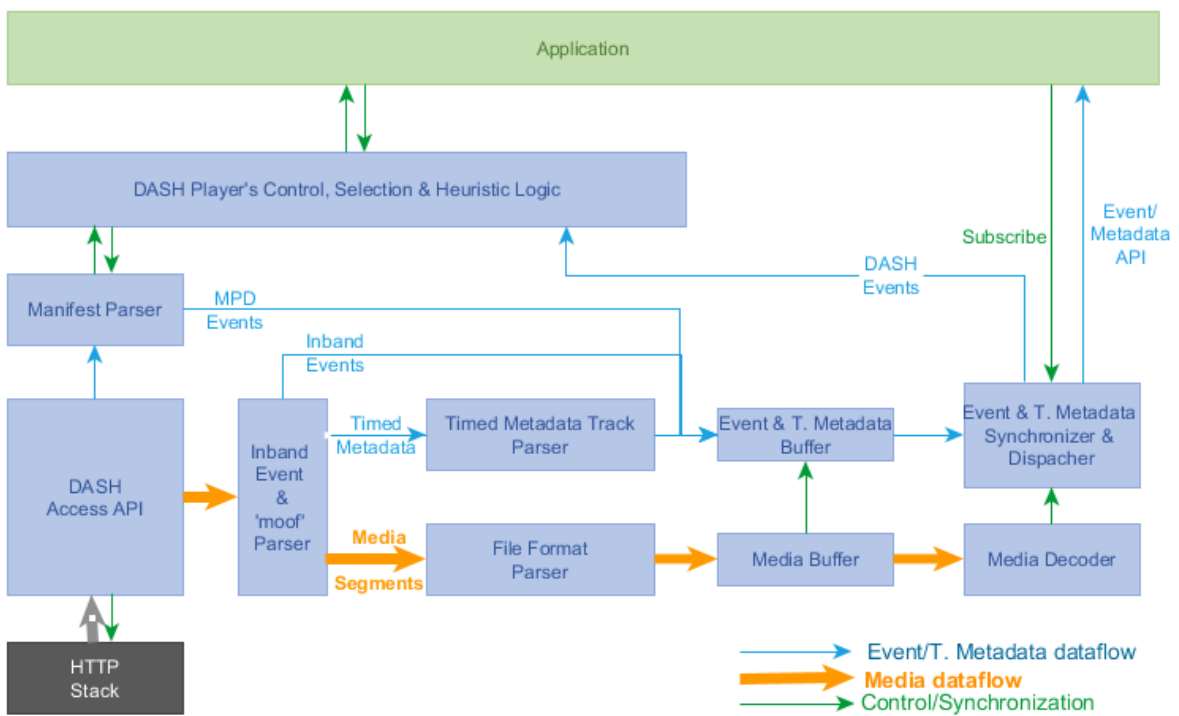 Application
DASH Player's Control, Selection & Heuristic Logic
Event/
Metadata
API
Subscribe
DASH
Events
Manifest Parser
MPD
Events
Inband
Events
DASH
Access API
Inband
Event
&
'moof'
Parser
Timed
Metadata
Timed Metadata Track
Parser
Event & T. Metadata
Buffer
Event & T. Metadata
Synchronizer &
Dispacher
Media
Segments
File Format
Parser
Media Buffer
Media Decoder
HTTP
Stack
Event/T. Metadata dataflow
Media dataflow
Control/Synchronization